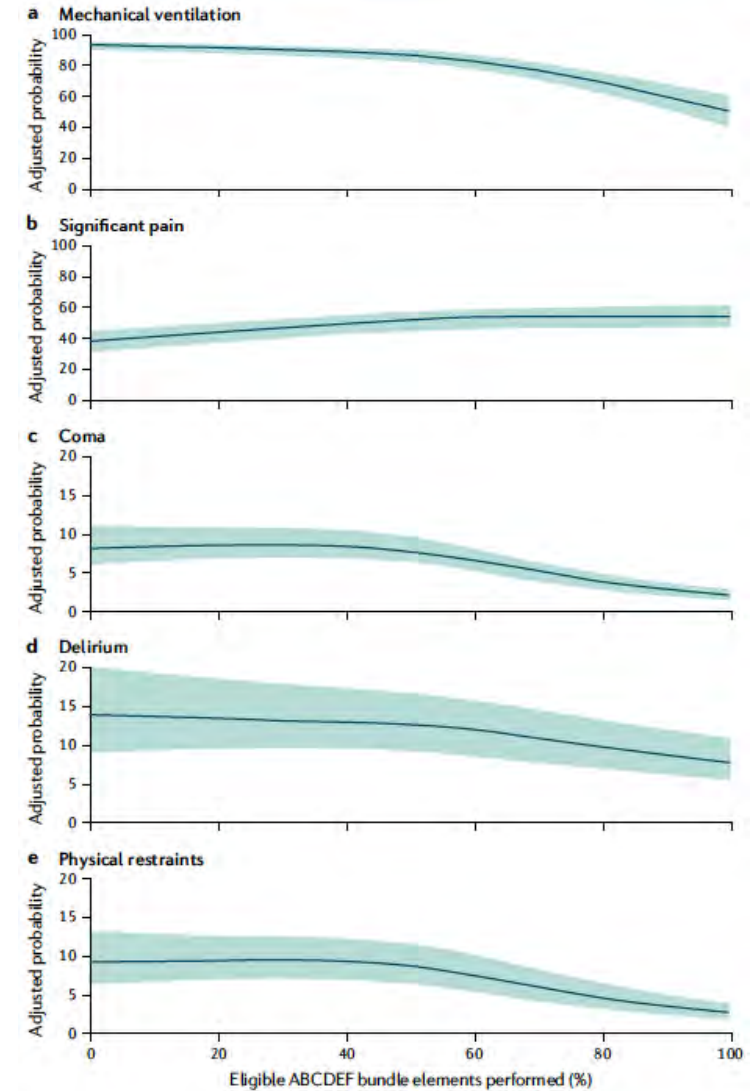 a Mechanical ventilation
Adjusted probability
100
80
60
40
20
0
b Significant pain
Adjusted probability
100
80
60
40
20
0
c Coma
Adjusted probability
20
15
10
5
0
d Delirium
Adjusted probability
20
15
10
5
0
e Physical restraints
Adjusted probability
20
15
10
5
0
0 20 40 60 80 100
Eligible ABCDEF bundle elements performed (%)